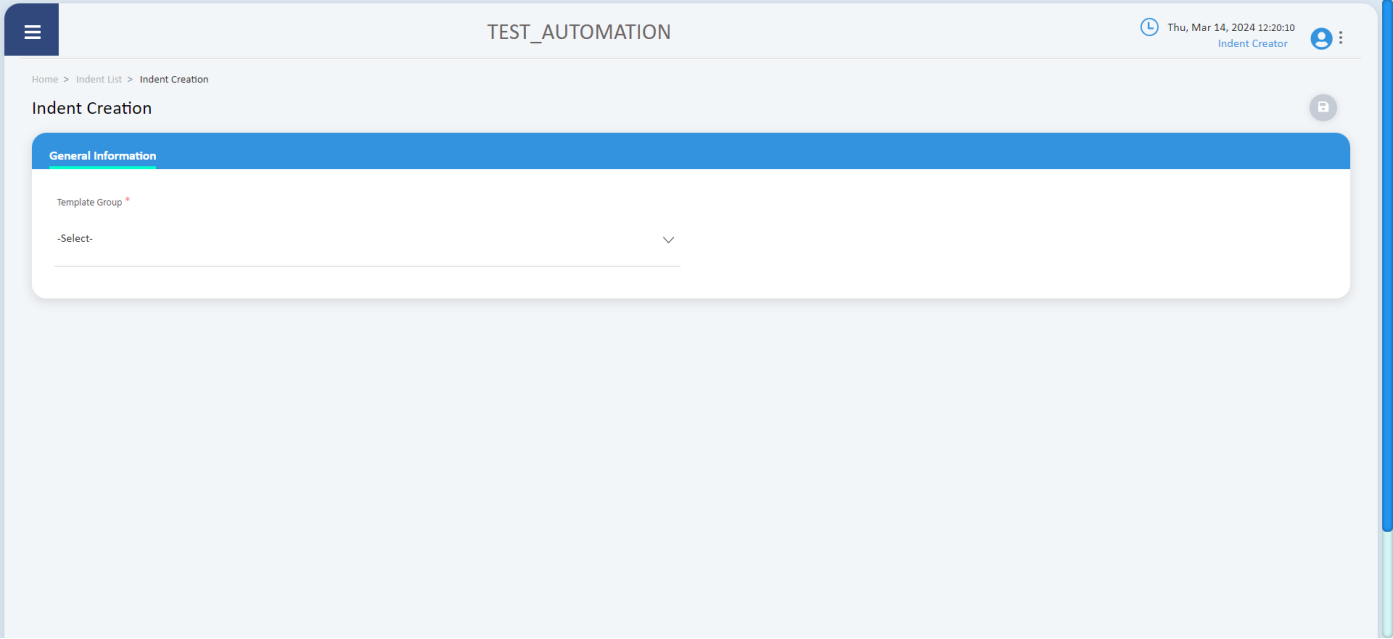 TEST_AUTOMATION
Thu, Mar 14, 2024 12:20:10
Indent Creator
Home > Indent List > Indent Creation
Indent Creation
General Information
Template Group *
-Select-